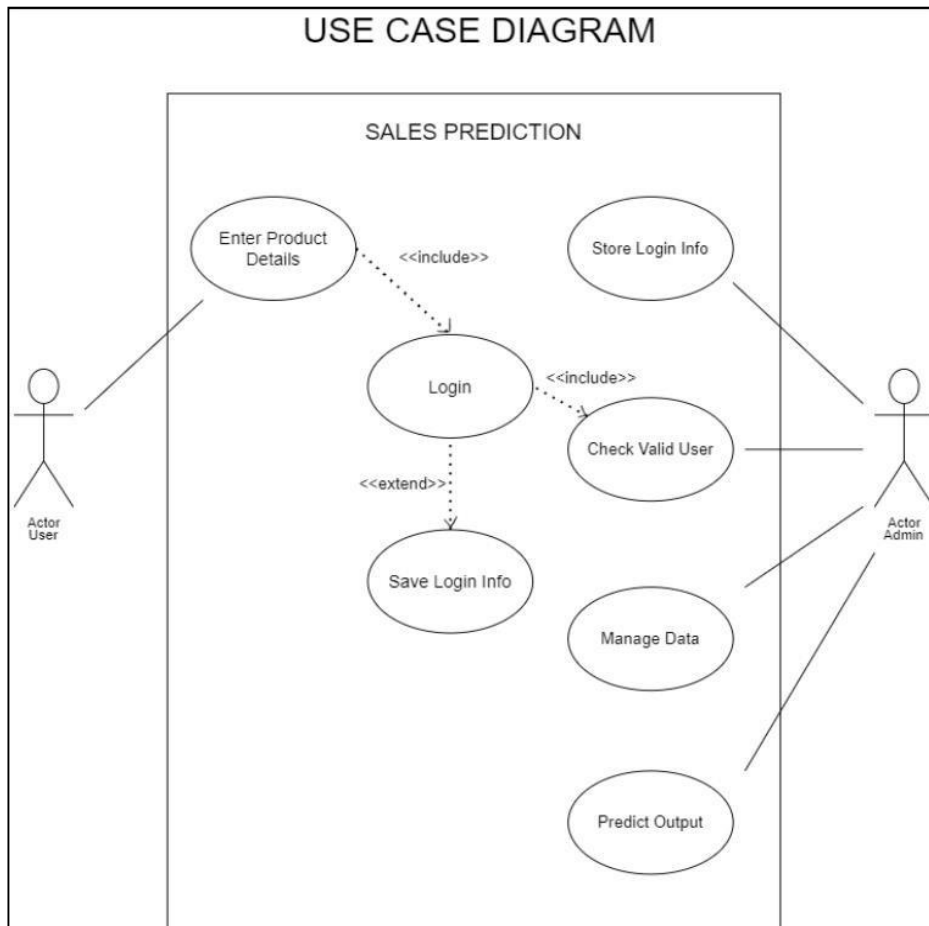 USE CASE DIAGRAM
SALES PREDICTION
Enter Product
Details
<<include>>
Store Login Info
Login
<<include>>
Check Valid User
<<extend>>
Actor
User
Actor
Admin
Save Login Info
Manage Data
Predict Output